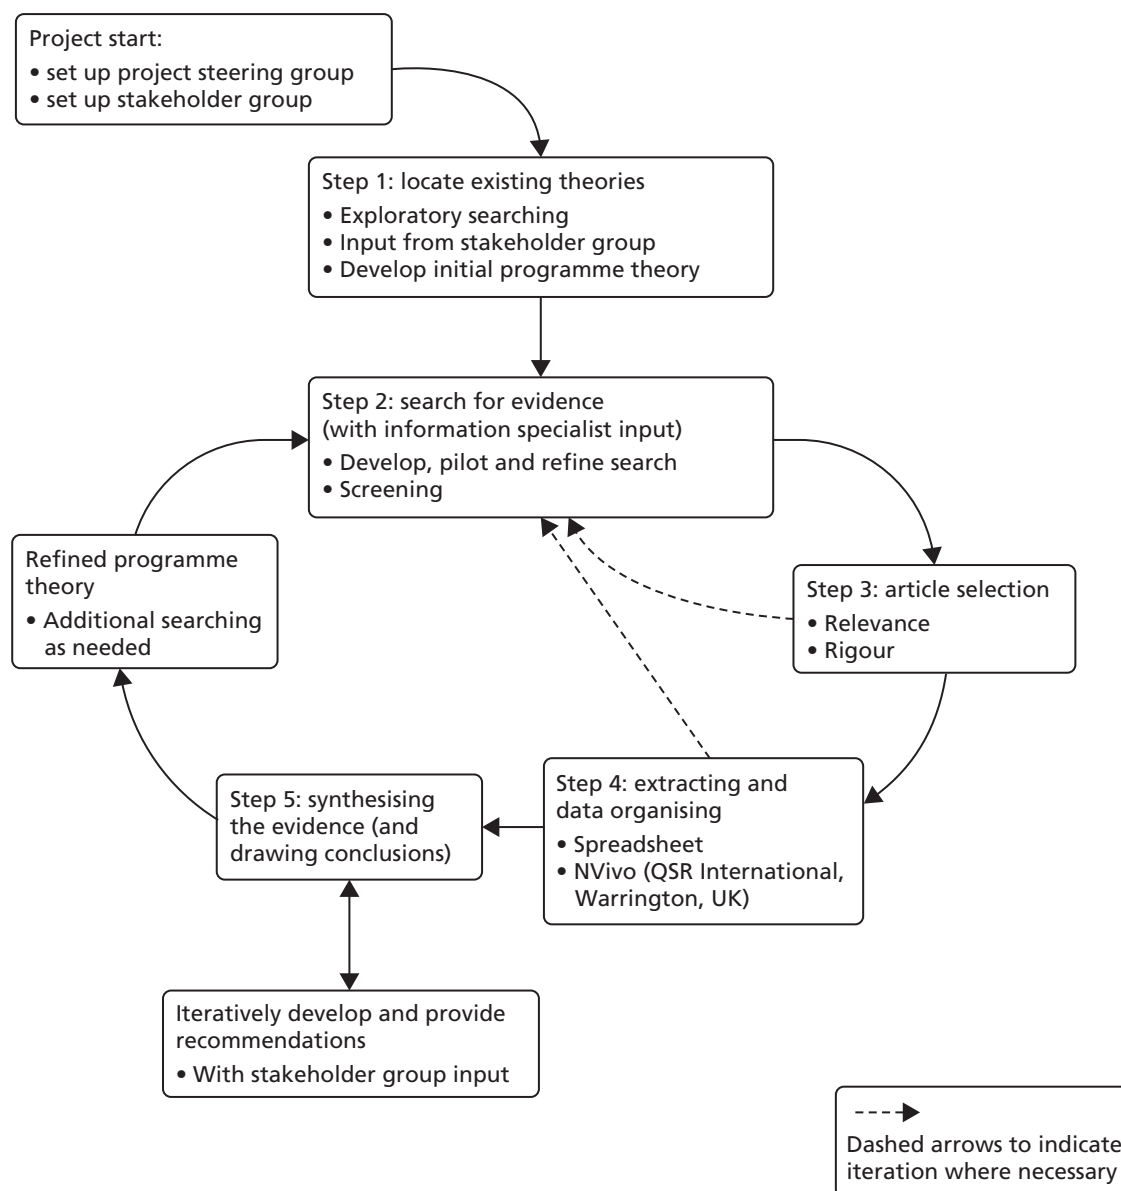 Project start:
• set up project steering group
• set up stakeholder group
Step 1: locate existing theories
• Exploratory searching
• Input from stakeholder group
• Develop initial programme theory
Step 2: search for evidence
(with information specialist input)
• Develop, pilot and refine search
• Screening
Refined programme
theory
• Additional searching
as needed
Step 3: article selection
• Relevance
• Rigour
Step 4: extracting and
data organising
• Spreadsheet
• NVivo (QSR International,
Warrington, UK)
Step 5: synthesising
the evidence (and
drawing conclusions)
Iteratively develop and provide
recommendations
• With stakeholder group input
Dashed arrows to indicate
iteration where necessary